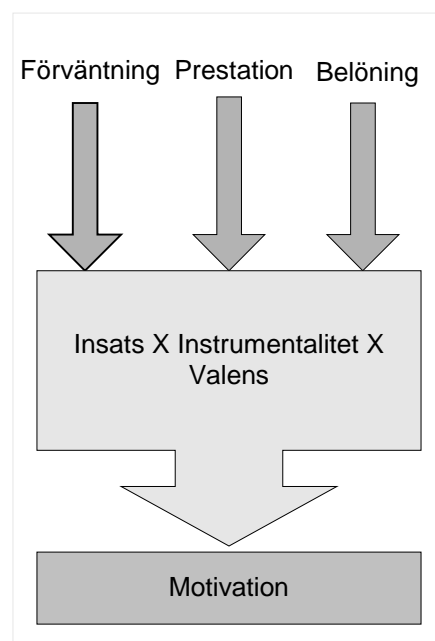 Förväntning Prestation Belöning
Insats X Instrumentalitet X
Valens
Motivation